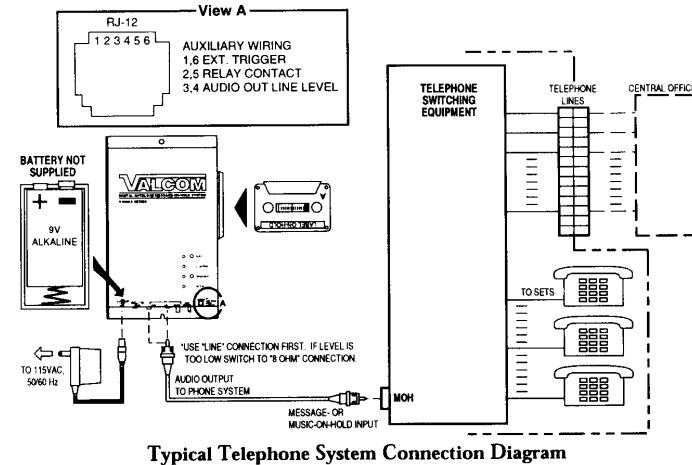 View A
RJ-12
1 2 3 4 5 6
AUXILIARY WIRING
1,6 EXT. TRIGGER
2,5 RELAY CONTACT
3,4 AUDIO OUT LINE LEVEL
BATTERY NOT
SUPPLIED
+ –
9V
ALKALINE
VALCOM
A
LABEL-ON-HOLD
A
TO 115VAC,
50/60 Hz
*USE "LINE" CONNECTION FIRST. IF LEVEL IS
TOO LOW SWITCH TO "8 OHM" CONNECTION.
AUDIO OUTPUT
TO PHONE SYSTEM
MESSAGE- OR
MUSIC-ON-HOLD INPUT
MOH
TELEPHONE
SWITCHING
EQUIPMENT
TELEPHONE
LINES
CENTRAL OFFICE
TO SETS
Typical Telephone System Connection Diagram